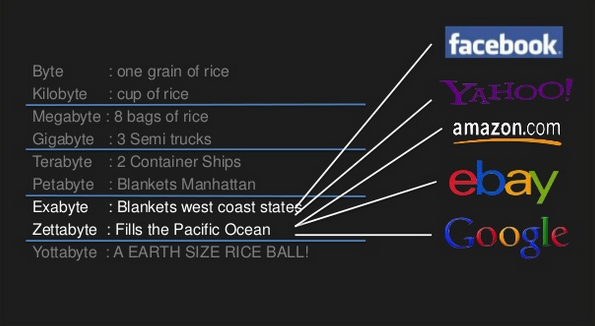 Byte : one grain of rice
Kilobyte : cup of rice
Megabyte : 8 bags of rice
Gigabyte : 3 Semi trucks
Terabyte : 2 Container Ships
Petabyte : Blankets Manhattan
Exabyte : Blankets west coast states
Zettabyte : Fills the Pacific Ocean
Yottabyte : A EARTH SIZE RICE BALL!
facebook.
YAHOO!
amazon.com
ebay
Google